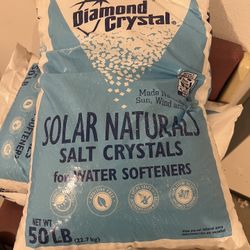 Diamond
Crystal®
Made
Sun, Wind and
SOLAR NATURALS
SALT CRYSTALS
for WATER SOFTENERS
NET WT
50 LB (22.7 kg)